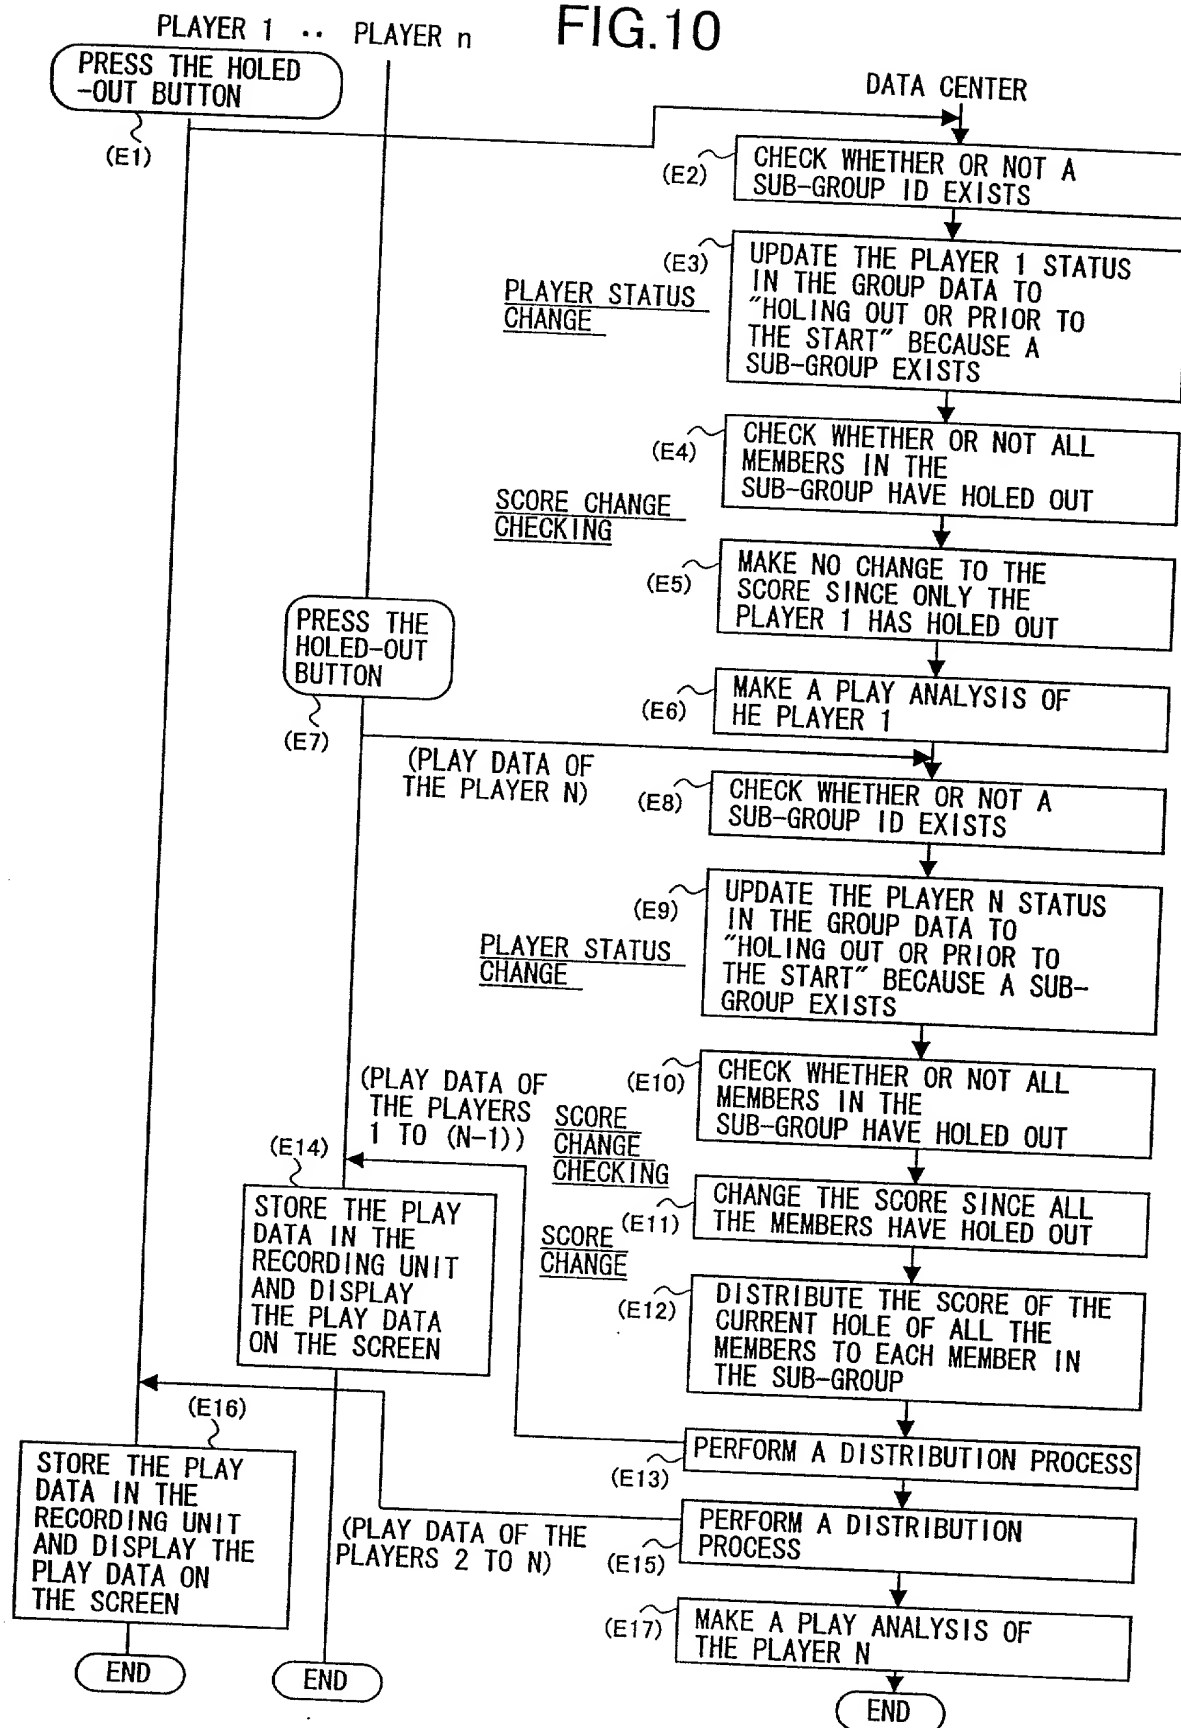 FIG.10
PLAYER 1 ‥ PLAYER n
PRESS THE HOLED
-OUT BUTTON
(E1)
DATA CENTER
(E2)
CHECK WHETHER OR NOT A
SUB-GROUP ID EXISTS
(E3)
UPDATE THE PLAYER 1 STATUS
IN THE GROUP DATA TO
"HOLING OUT OR PRIOR TO
THE START" BECAUSE A
SUB-GROUP EXISTS
PLAYER STATUS
CHANGE
(E4)
CHECK WHETHER OR NOT ALL
MEMBERS IN THE
SUB-GROUP HAVE HOLED OUT
SCORE CHANGE
CHECKING
(E5)
MAKE NO CHANGE TO THE
SCORE SINCE ONLY THE
PLAYER 1 HAS HOLED OUT
PRESS THE
HOLED-OUT
BUTTON
(E7)
(E6)
MAKE A PLAY ANALYSIS OF
HE PLAYER 1
(PLAY DATA OF
THE PLAYER N)
(E8)
CHECK WHETHER OR NOT A
SUB-GROUP ID EXISTS
(E9)
UPDATE THE PLAYER N STATUS
IN THE GROUP DATA TO
"HOLING OUT OR PRIOR TO
THE START" BECAUSE A SUB-
GROUP EXISTS
PLAYER STATUS
CHANGE
(E10)
CHECK WHETHER OR NOT ALL
MEMBERS IN THE
SUB-GROUP HAVE HOLED OUT
(PLAY DATA OF
THE PLAYERS
1 TO (N-1))
SCORE
CHANGE
CHECKING
(E14)
STORE THE PLAY
DATA IN THE
RECORDING UNIT
AND DISPLAY
THE PLAY DATA
ON THE SCREEN
(E11)
CHANGE THE SCORE SINCE ALL
THE MEMBERS HAVE HOLED OUT
SCORE
CHANGE
(E12)
DISTRIBUTE THE SCORE OF THE
CURRENT HOLE OF ALL THE
MEMBERS TO EACH MEMBER IN
THE SUB-GROUP
(E16)
STORE THE PLAY
DATA IN THE
RECORDING UNIT
AND DISPLAY THE
PLAY DATA ON
THE SCREEN
PERFORM A DISTRIBUTION PROCESS
(E13)
(PLAY DATA OF THE
PLAYERS 2 TO N)
PERFORM A DISTRIBUTION
PROCESS
(E15)
(E17)
MAKE A PLAY ANALYSIS OF
THE PLAYER N
END
END
END